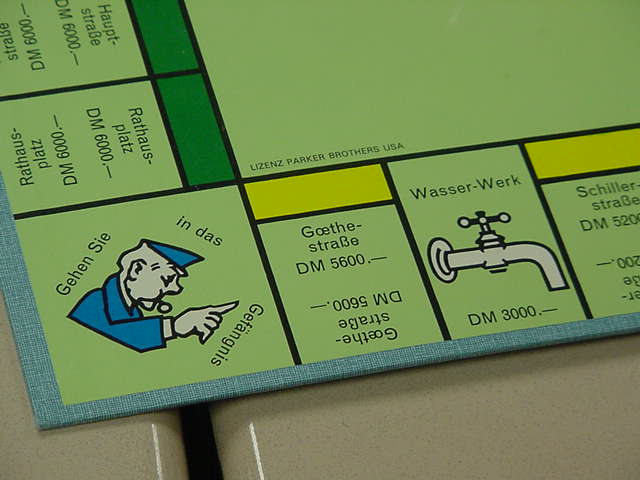 straße
DM 6000.—
DM 6000.—
Haupt-
straße
Rathaus-
platz
DM 6000.—
Rathaus-
platz
DM 6000.—
LIZENZ PARKER BROTHERS USA
Gehen Sie
in das
Gefängnis
Gœthe-
straße
DM 5600.—
Gœthe-
straße
DM 5600.—
Wasser-Werk
DM 3000.—
Schiller-
straße
DM 5200